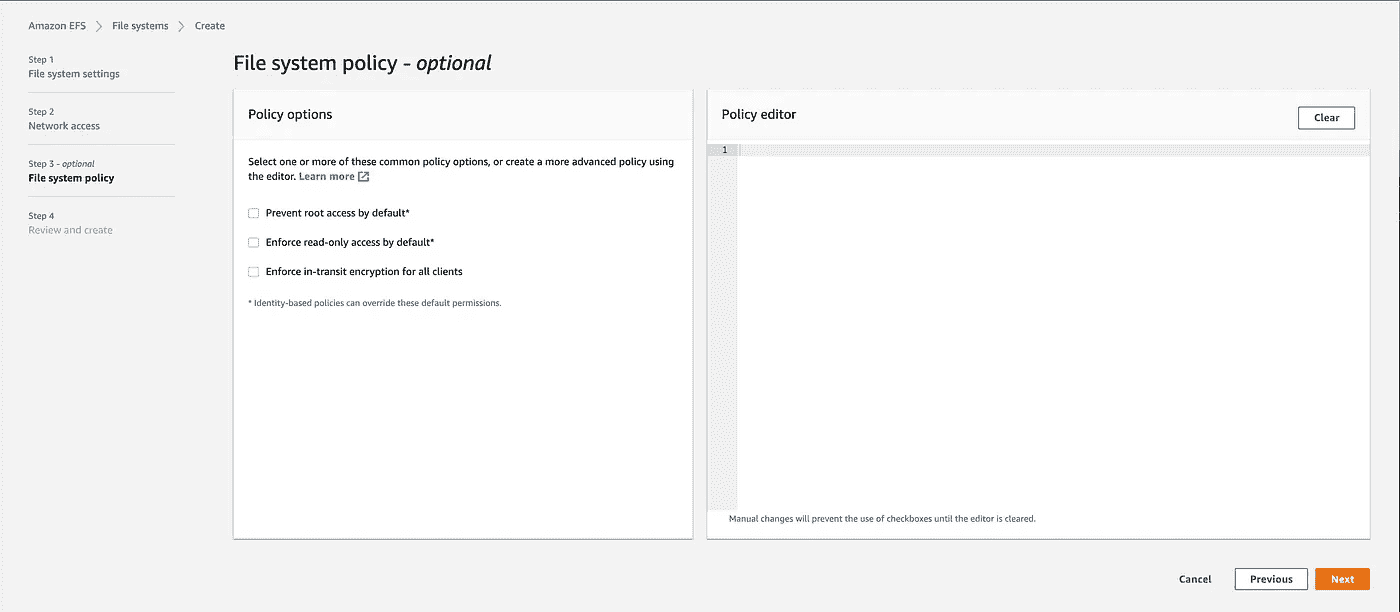 Amazon EFS > File systems > Create
Step 1
File system settings
Step 2
Network access
Step 3 - optional
File system policy
Step 4
Review and create
File system policy - optional
Policy options
Select one or more of these common policy options, or create a more advanced policy using
the editor. Learn more
Prevent root access by default*
Enforce read-only access by default*
Enforce in-transit encryption for all clients
* Identity-based policies can override these default permissions.
Policy editor
Clear
1
Manual changes will prevent the use of checkboxes until the editor is cleared.
Cancel
Previous
Next